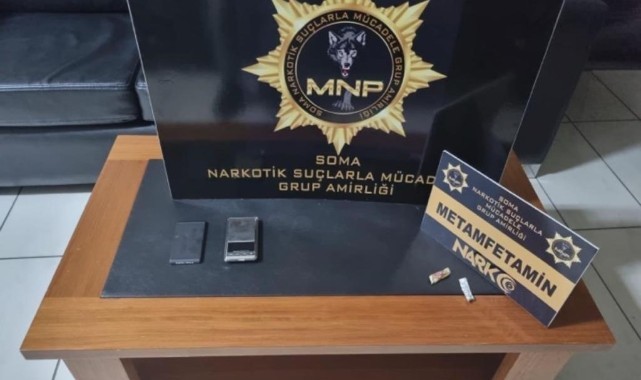 SOMA NARKOTİK SUÇLARLA MÜCADELE GRUP AMİRLİĞİ
MNP
SOMA
NARKOTİK SUÇLARLA MÜCADE
GRUP AMİRLİĞİ
SOMA
NARKOTİK SUÇLARLA
MÜCADELE
GRUP AMİRLİĞİ
METAMFETAMİN
NARK